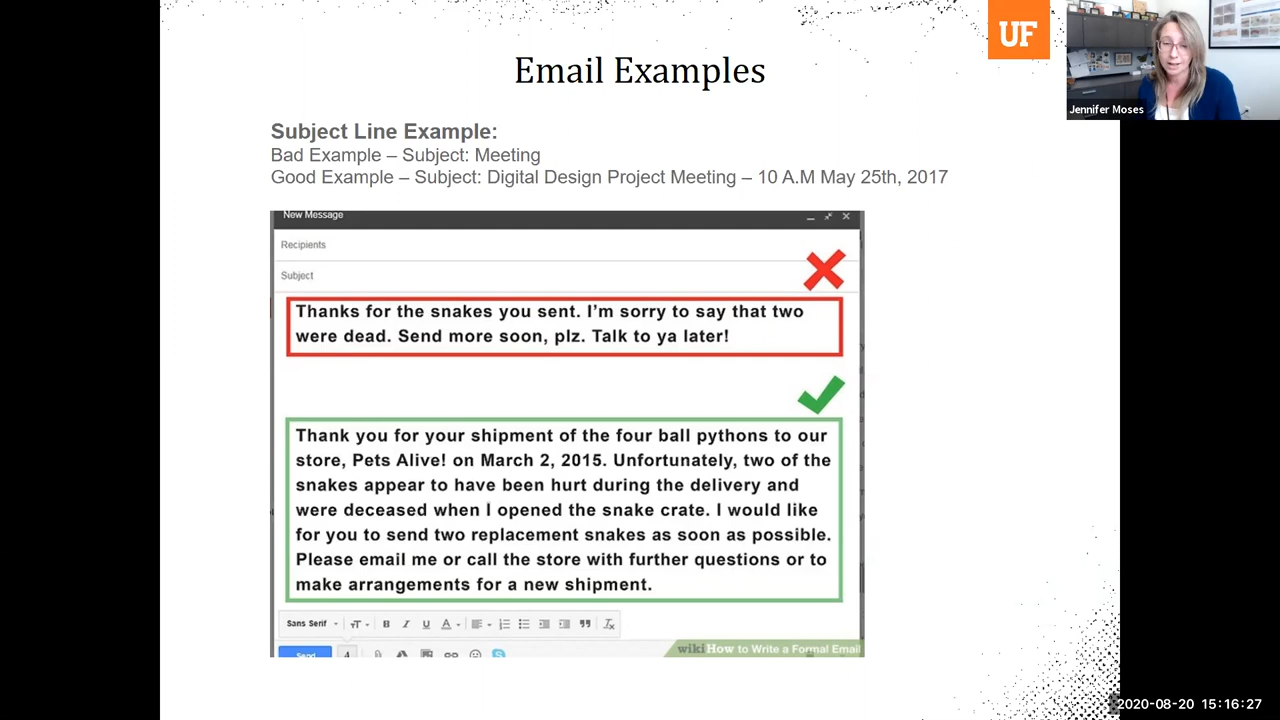 UF
Email Examples
Jennifer Moses
Subject Line Example:
Bad Example – Subject: Meeting
Good Example – Subject: Digital Design Project Meeting – 10 A.M May 25th, 2017
New Message
Recipients
Subject
Thanks for the snakes you sent. I'm sorry to say that two
were dead. Send more soon, plz. Talk to ya later!
Thank you for your shipment of the four ball pythons to our
store, Pets Alive! on March 2, 2015. Unfortunately, two of the
snakes appear to have been hurt during the delivery and
were deceased when I opened the snake crate. I would like
for you to send two replacement snakes as soon as possible.
Please email me or call the store with further questions or to
make arrangements for a new shipment.
Sans Serif
Send
wikiHow to Write a Formal Email
2020-08-20 15:16:27